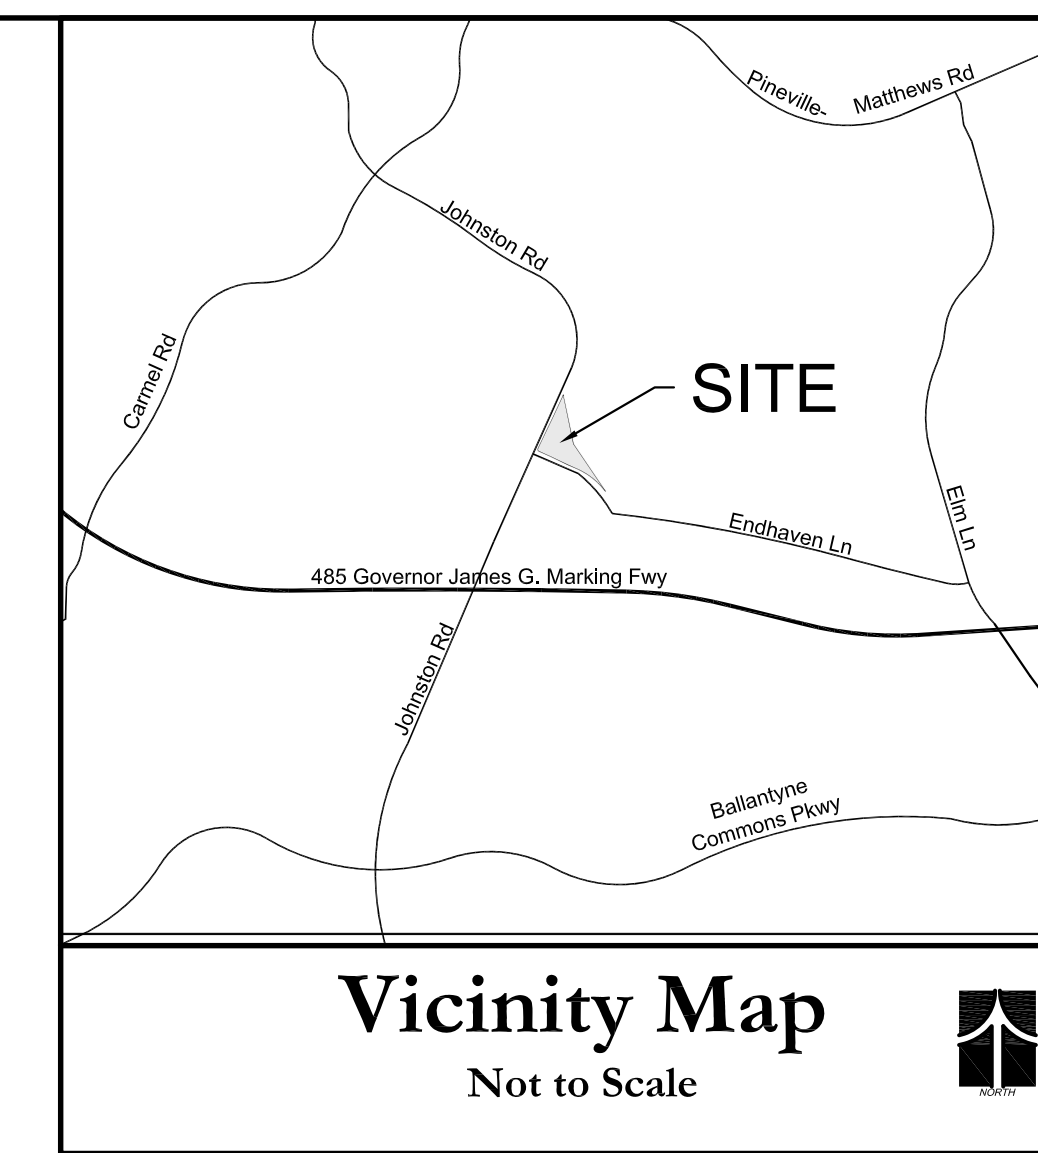 Pineville-
Matthews Rd
Johnston Rd
Carmel Rd
SITE
Elm Ln
Endhaven Ln
485 Governor James G. Marking Fwy
Johnston Rd
Ballantyne
Commons Pkwy
Vicinity Map
Not to Scale
NORTH